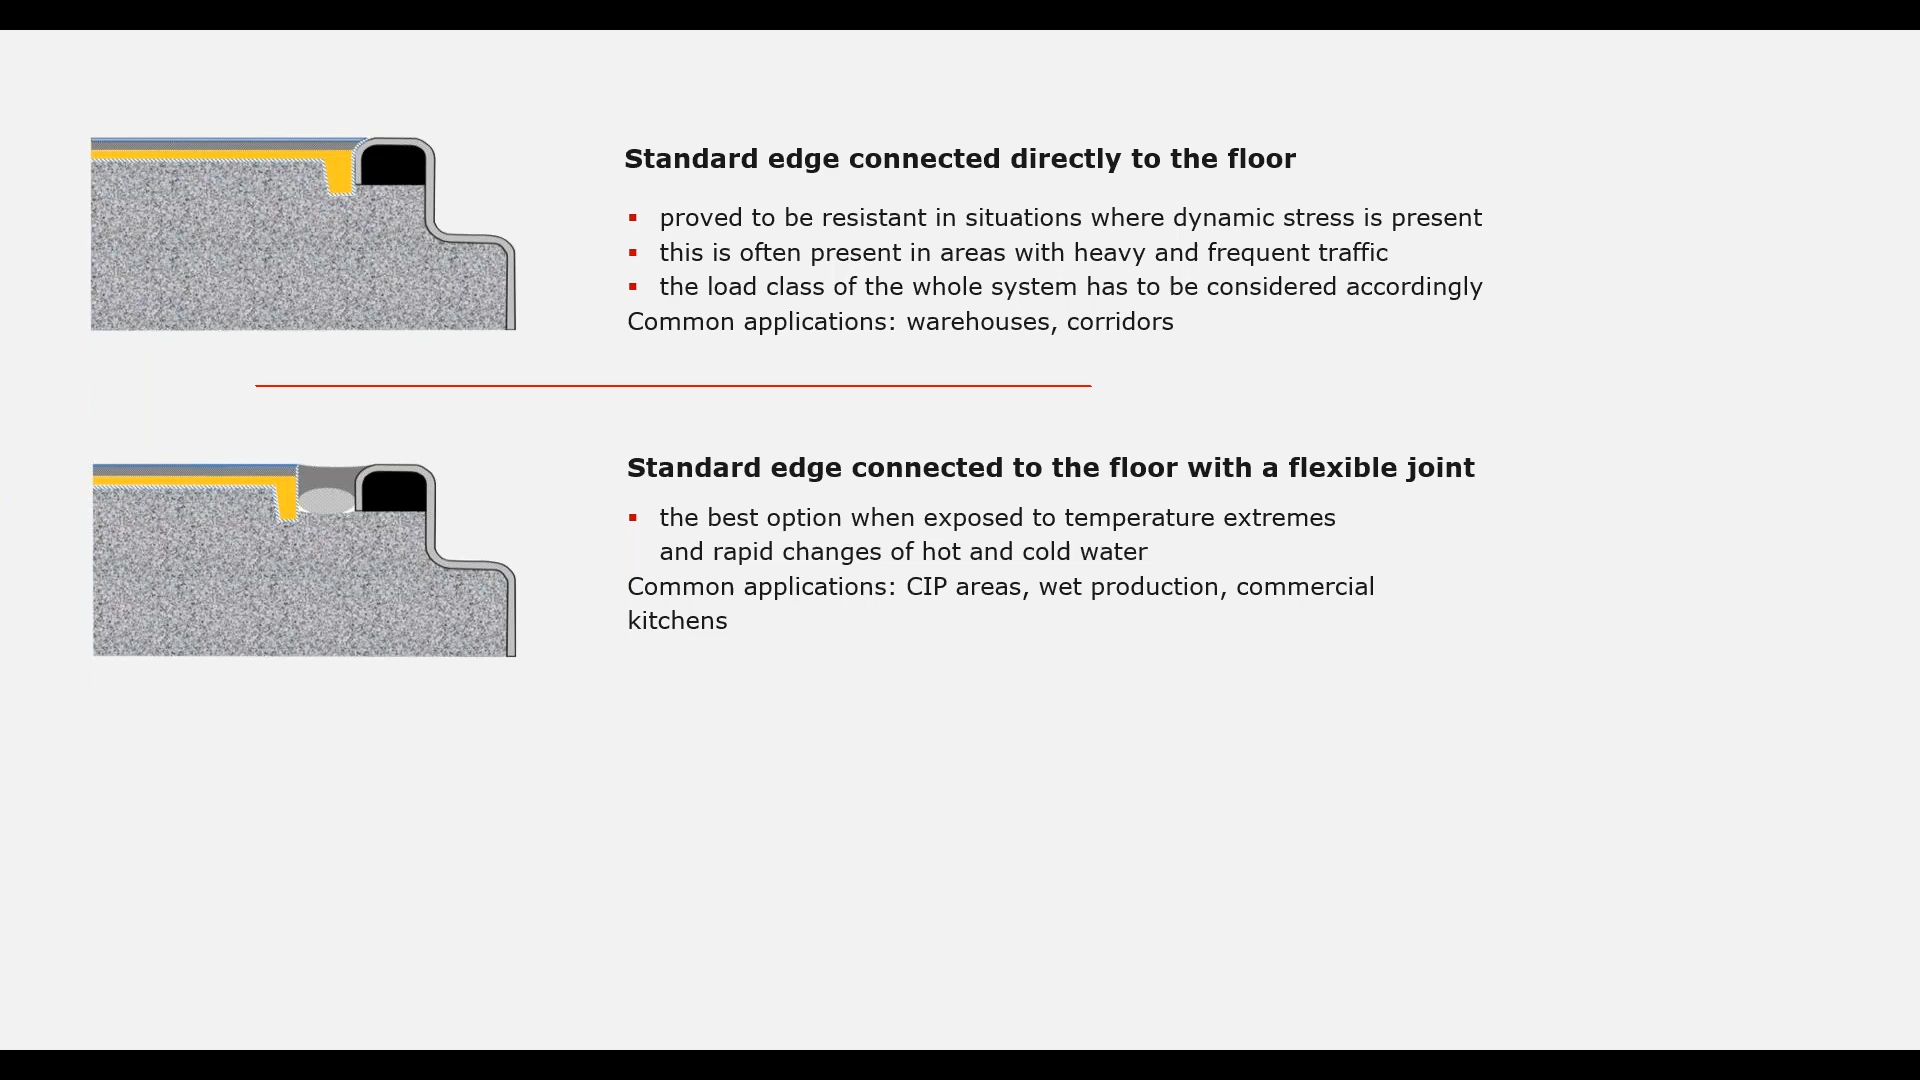 Standard edge connected directly to the floor
▪ proved to be resistant in situations where dynamic stress is present
▪ this is often present in areas with heavy and frequent traffic
▪ the load class of the whole system has to be considered accordingly
Common applications: warehouses, corridors
Standard edge connected to the floor with a flexible joint
▪ the best option when exposed to temperature extremes
and rapid changes of hot and cold water
Common applications: CIP areas, wet production, commercial
kitchens